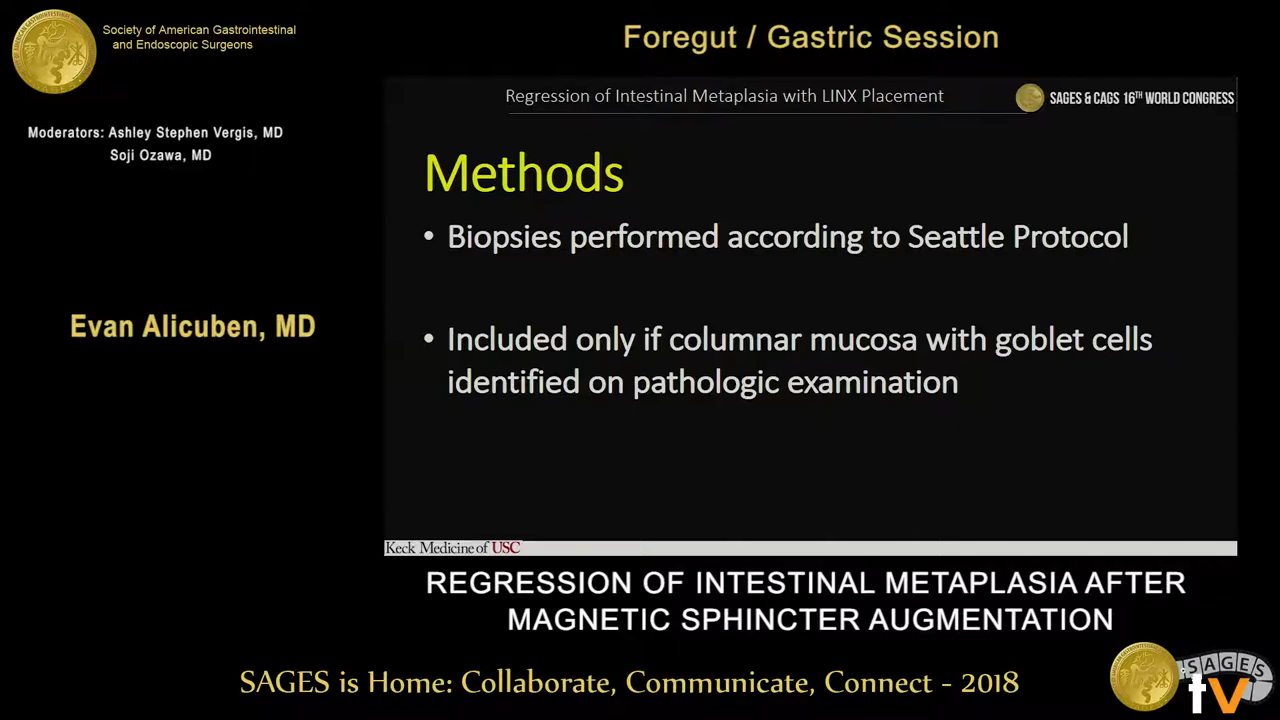 Society of American Gastrointestinal
and Endoscopic Surgeons
Foregut / Gastric Session
Moderators: Ashley Stephen Vergis, MD
Soji Ozawa, MD
Regression of Intestinal Metaplasia with LINX Placement
SAGES & CAGS 16TH WORLD CONGRESS
Methods
• Biopsies performed according to Seattle Protocol
• Included only if columnar mucosa with goblet cells
identified on pathologic examination
Evan Alicuben, MD
Keck Medicine of USC
REGRESSION OF INTESTINAL METAPLASIA AFTER
MAGNETIC SPHINCTER AUGMENTATION
SAGES is Home: Collaborate, Communicate, Connect - 2018
SAGES
tv